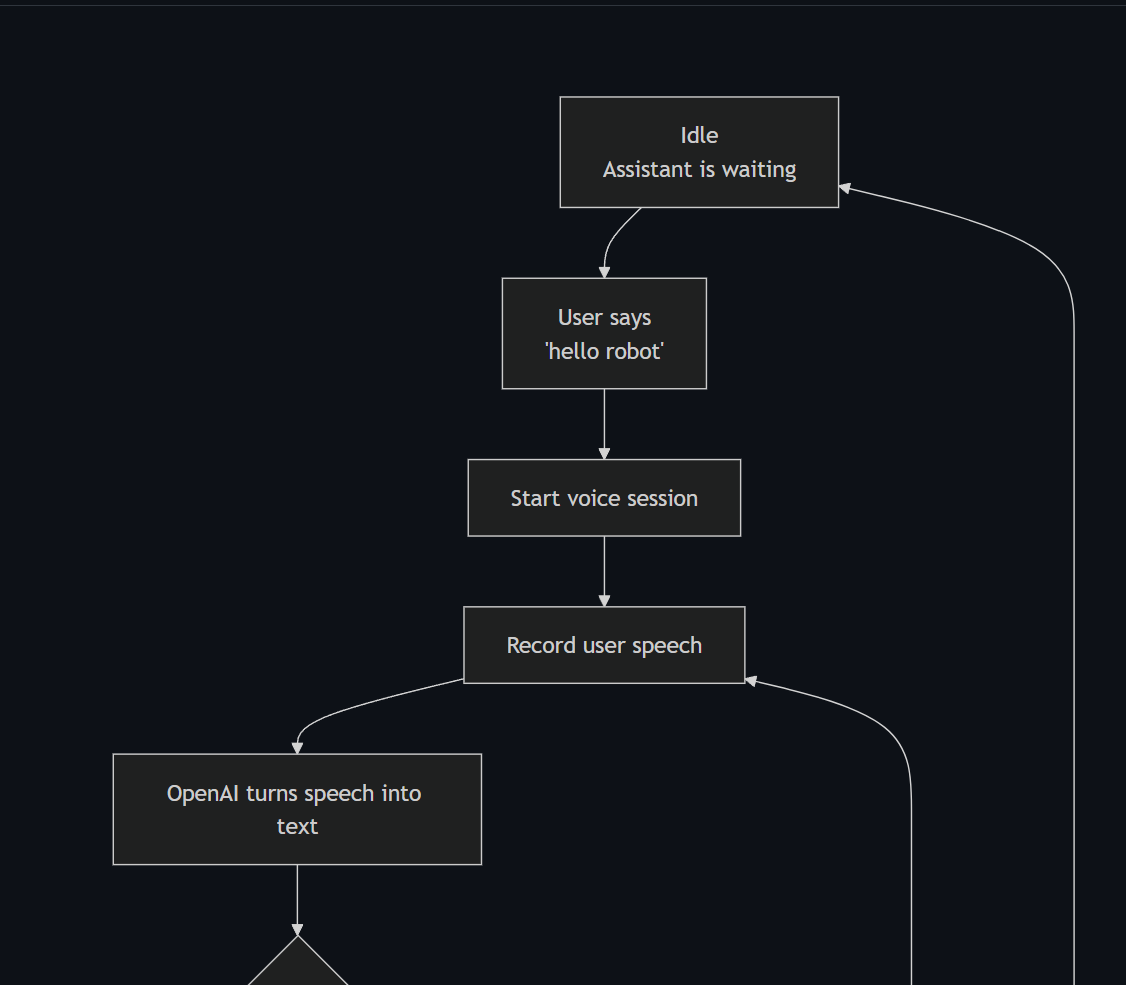 Idle
Assistant is waiting
User says
'hello robot'
Start voice session
Record user speech
OpenAI turns speech into
text